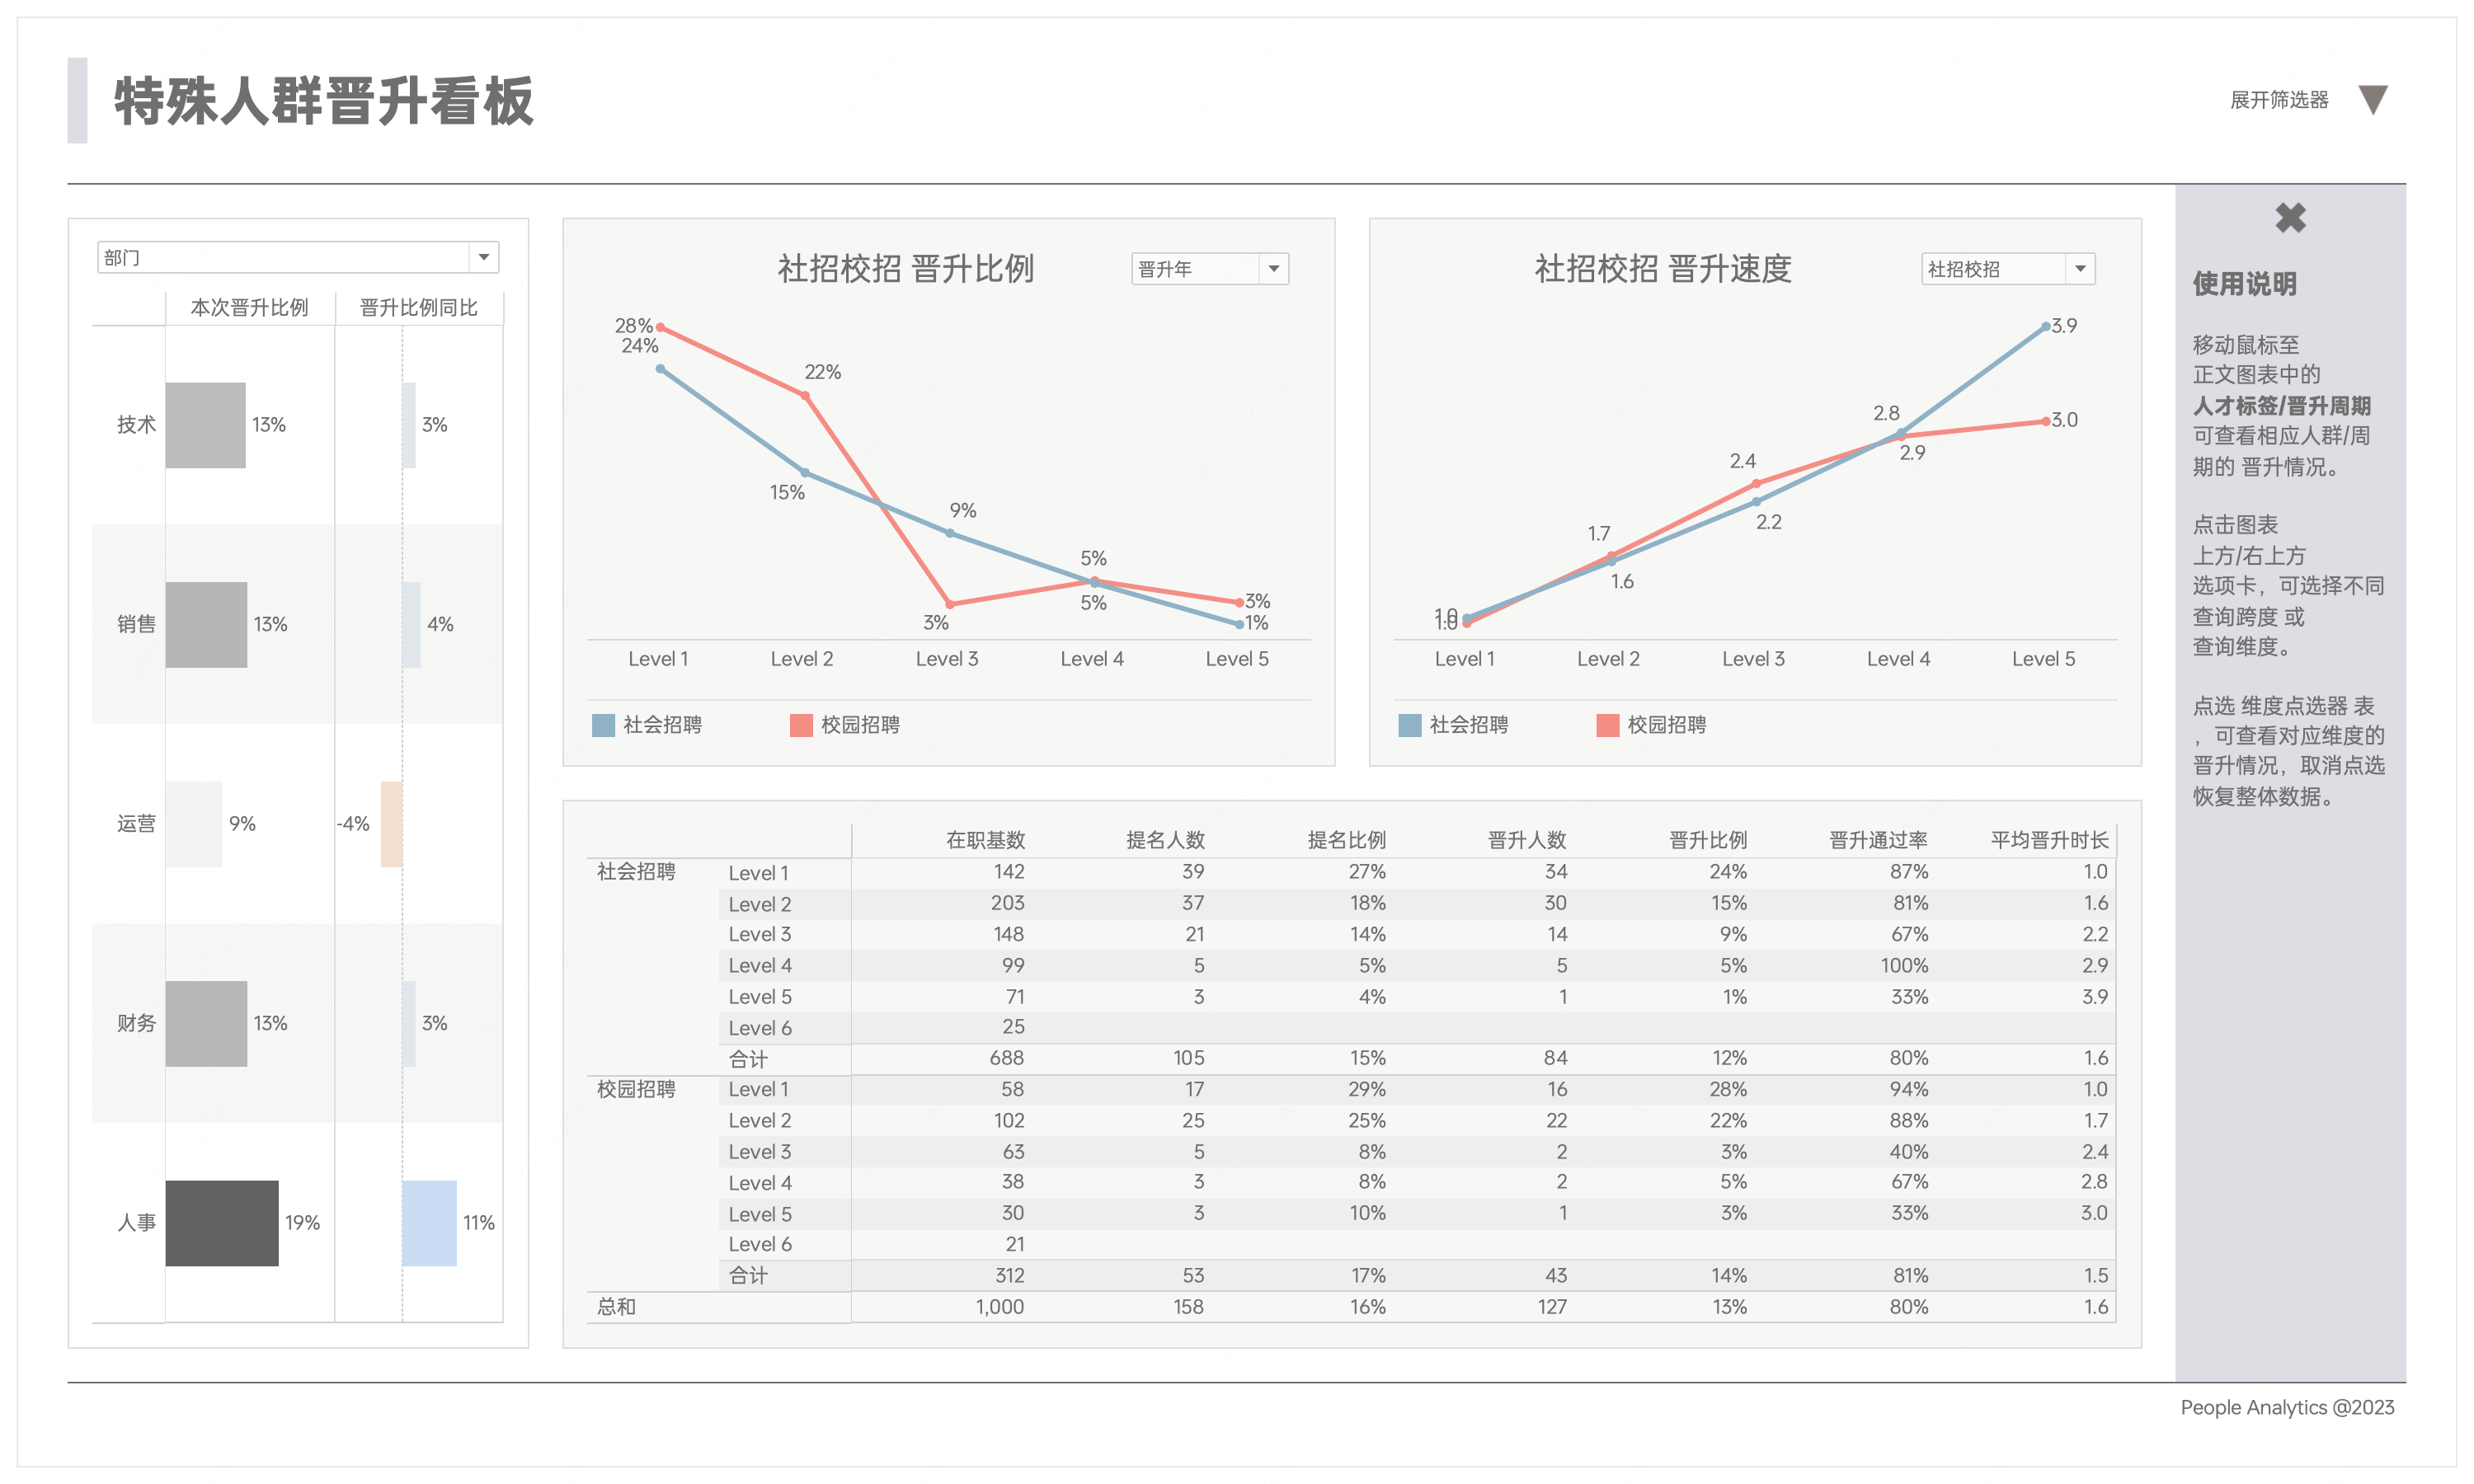 特殊人群晋升看板
展开筛选器
部门
本次晋升比例 晋升比例同比
技术 13% 3%
销售 13% 4%
运营 9% -4%
财务 13% 3%
人事 19% 11%
社招校招 晋升比例
晋升年
28%
24%
22%
15%
9%
3%
5%
5%
3%
1%
Level 1 Level 2 Level 3 Level 4 Level 5
社会招聘 校园招聘
社招校招 晋升速度
社招校招
3.9
3.0
2.8
2.9
2.4
2.2
1.7
1.6
1.0
1.0
Level 1 Level 2 Level 3 Level 4 Level 5
社会招聘 校园招聘
在职基数 提名人数 提名比例 晋升人数 晋升比例 晋升通过率 平均晋升时长
社会招聘 Level 1 142 39 27% 34 24% 87% 1.0
Level 2 203 37 18% 30 15% 81% 1.6
Level 3 148 21 14% 14 9% 67% 2.2
Level 4 99 5 5% 5 5% 100% 2.9
Level 5 71 3 4% 1 1% 33% 3.9
Level 6 25
合计 688 105 15% 84 12% 80% 1.6
校园招聘 Level 1 58 17 29% 16 28% 94% 1.0
Level 2 102 25 25% 22 22% 88% 1.7
Level 3 63 5 8% 2 3% 40% 2.4
Level 4 38 3 8% 2 5% 67% 2.8
Level 5 30 3 10% 1 3% 33% 3.0
Level 6 21
合计 312 53 17% 43 14% 81% 1.5
总和 1,000 158 16% 127 13% 80% 1.6
使用说明
移动鼠标至
正文图表中的
人才标签/晋升周期
可查看相应人群/周
期的 晋升情况。
点击图表
上方/右上方
选项卡，可选择不同
查询跨度 或
查询维度。
点选 维度点选器 表
，可查看对应维度的
晋升情况，取消点选
恢复整体数据。
People Analytics @2023